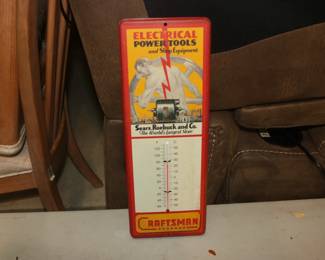 ELECTRICAL
POWER TOOLS
and Shop Equipment
Sears, Roebuck and Co.
The World's Largest Store
CRAFTSMAN